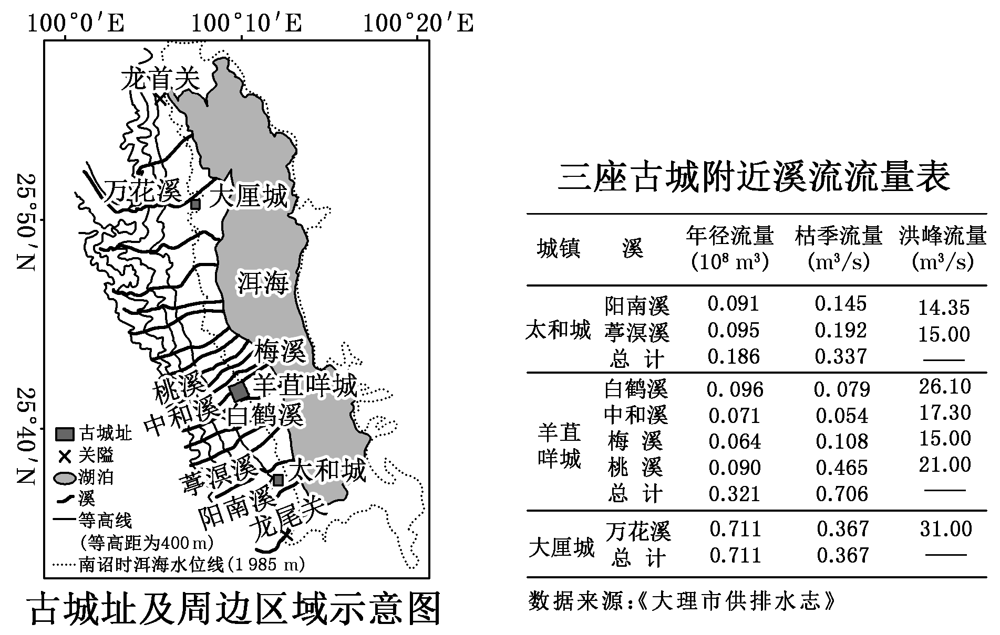 100°0′E 100°10′E 100°20′E
龙首关
25°50′N
万花溪
大厘城
洱海
梅溪
桃溪
羊苴咩城
中和溪
白鹤溪
25°40′N
葶溟溪
太和城
阳南溪
龙尾关
古城址
关隘
湖泊
溪
等高线
(等高距为400 m)
南诏时洱海水位线(1 985 m)
古城址及周边区域示意图
三座古城附近溪流流量表
城镇 溪 年径流量(10⁸ m³) 枯季流量(m³/s) 洪峰流量(m³/s)
太和城
阳南溪 0.091 0.145 14.35
葶溟溪 0.095 0.192 15.00
总 计 0.186 0.337 ——
羊苴咩城
白鹤溪 0.096 0.079 26.10
中和溪 0.071 0.054 17.30
梅 溪 0.064 0.108 15.00
桃 溪 0.090 0.465 21.00
总 计 0.321 0.706 ——
大厘城
万花溪 0.711 0.367 31.00
总 计 0.711 0.367 ——
数据来源:《大理市供排水志》